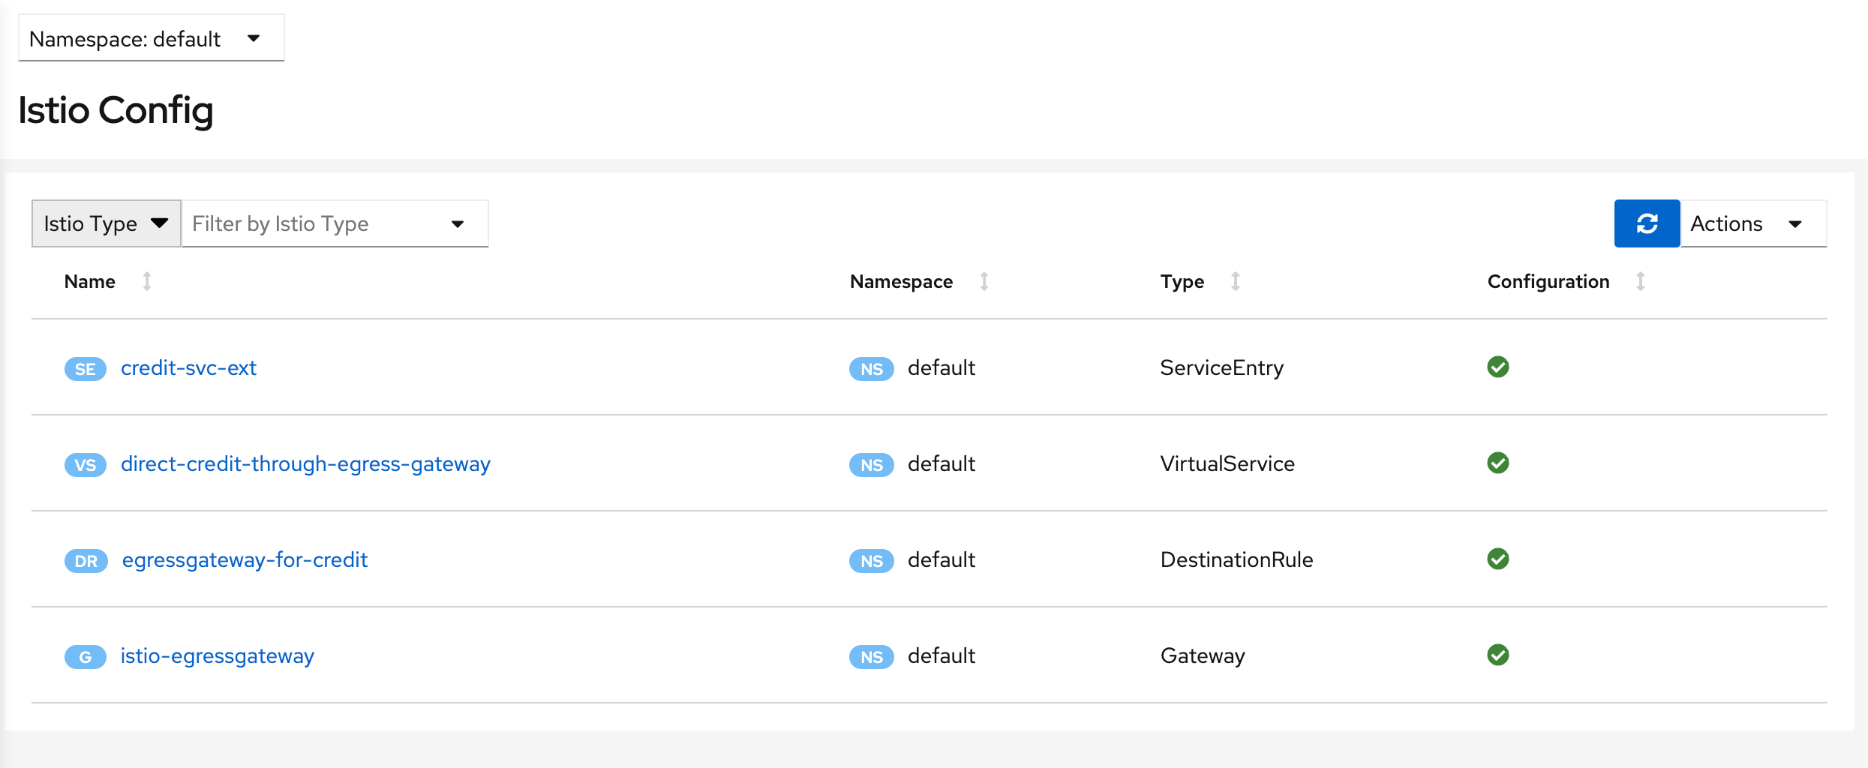 Namespace: default
Istio Config
Istio Type Filter by Istio Type Actions
Name Namespace Type Configuration
SE credit-svc-ext NS default ServiceEntry
VS direct-credit-through-egress-gateway NS default VirtualService
DR egressgateway-for-credit NS default DestinationRule
G istio-egressgateway NS default Gateway